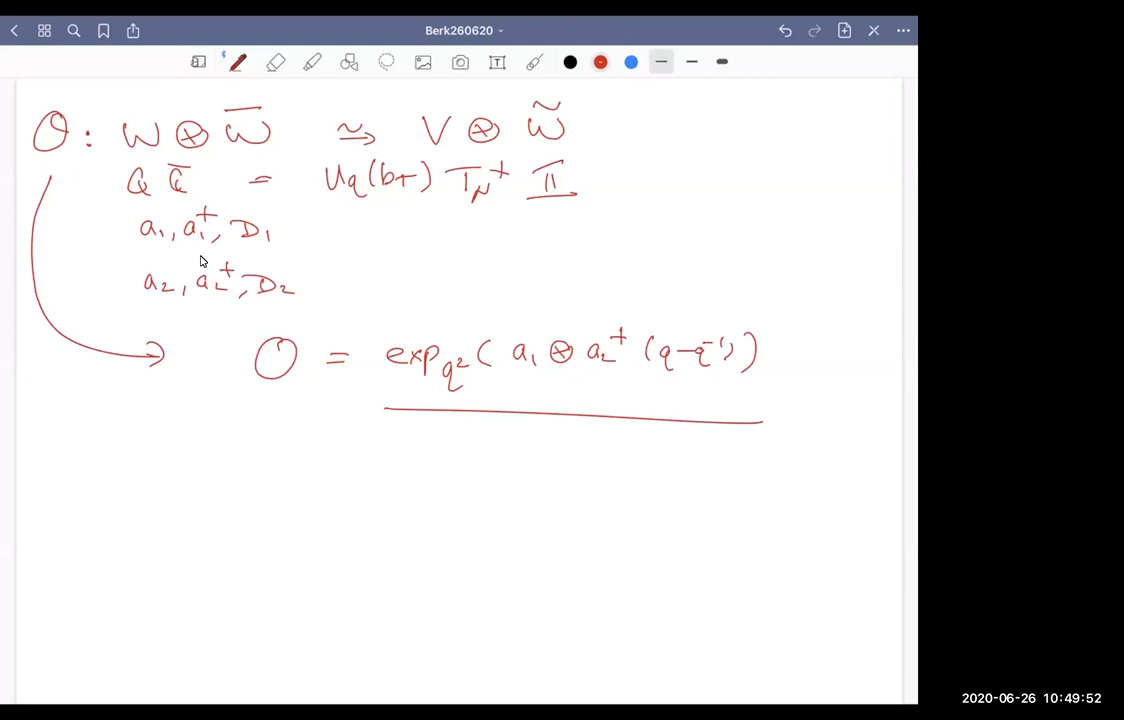 Berk260620
O : W ⊗ W̅ ≃→ V ⊗ W̃
Q Q̅ = U_q(b+) T_N^+ Π
a₁, a₁⁺, D₁
a₂, a₂⁺, D₂
O = exp_{q²}( a₁ ⊗ a₂⁺ (q-q⁻¹))
2020-06-26 10:49:52